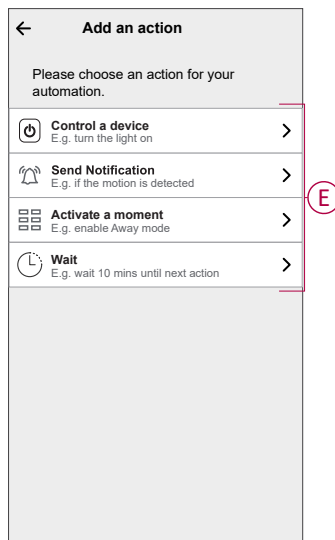 Add an action
Please choose an action for your
automation.
Control a device
E.g. turn the light on
Send Notification
E.g. if the motion is detected
Activate a moment
E.g. enable Away mode
Wait
E.g. wait 10 mins until next action
E